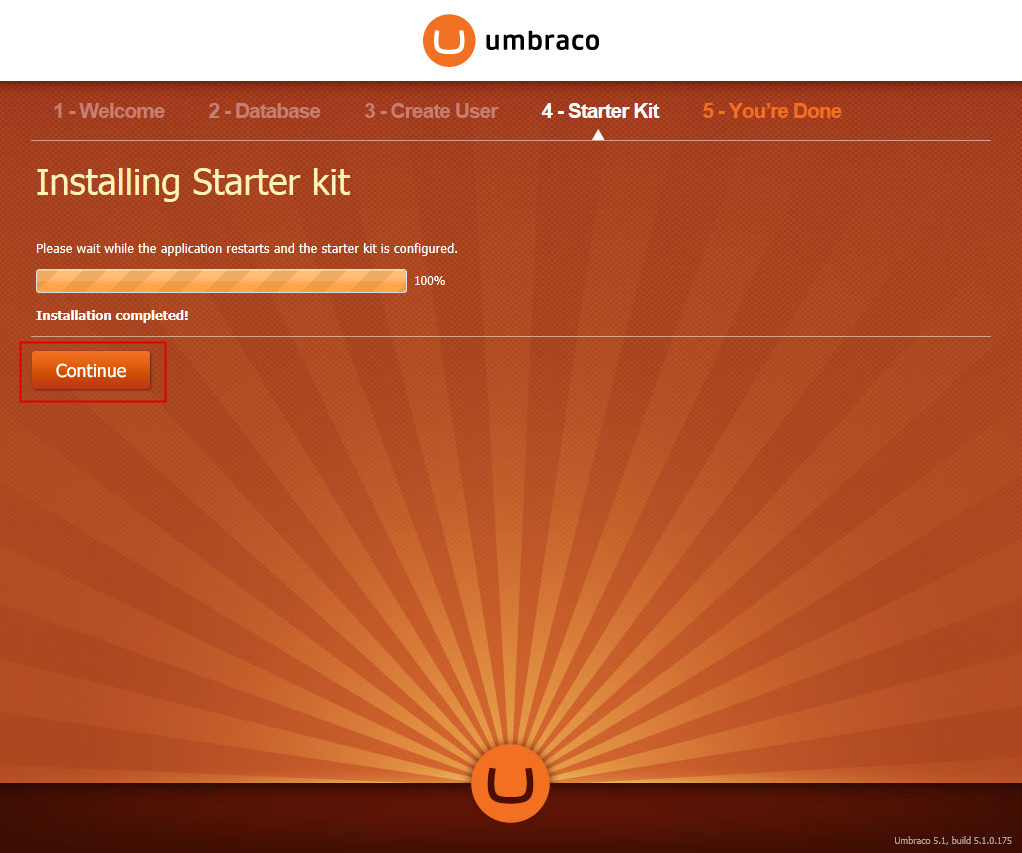 umbraco
1 - Welcome 2 - Database 3 - Create User 4 - Starter Kit 5 - You're Done
Installing Starter kit
Please wait while the application restarts and the starter kit is configured.
100%
Installation completed!
Continue
Umbraco 5.1, build 5.1.0.175